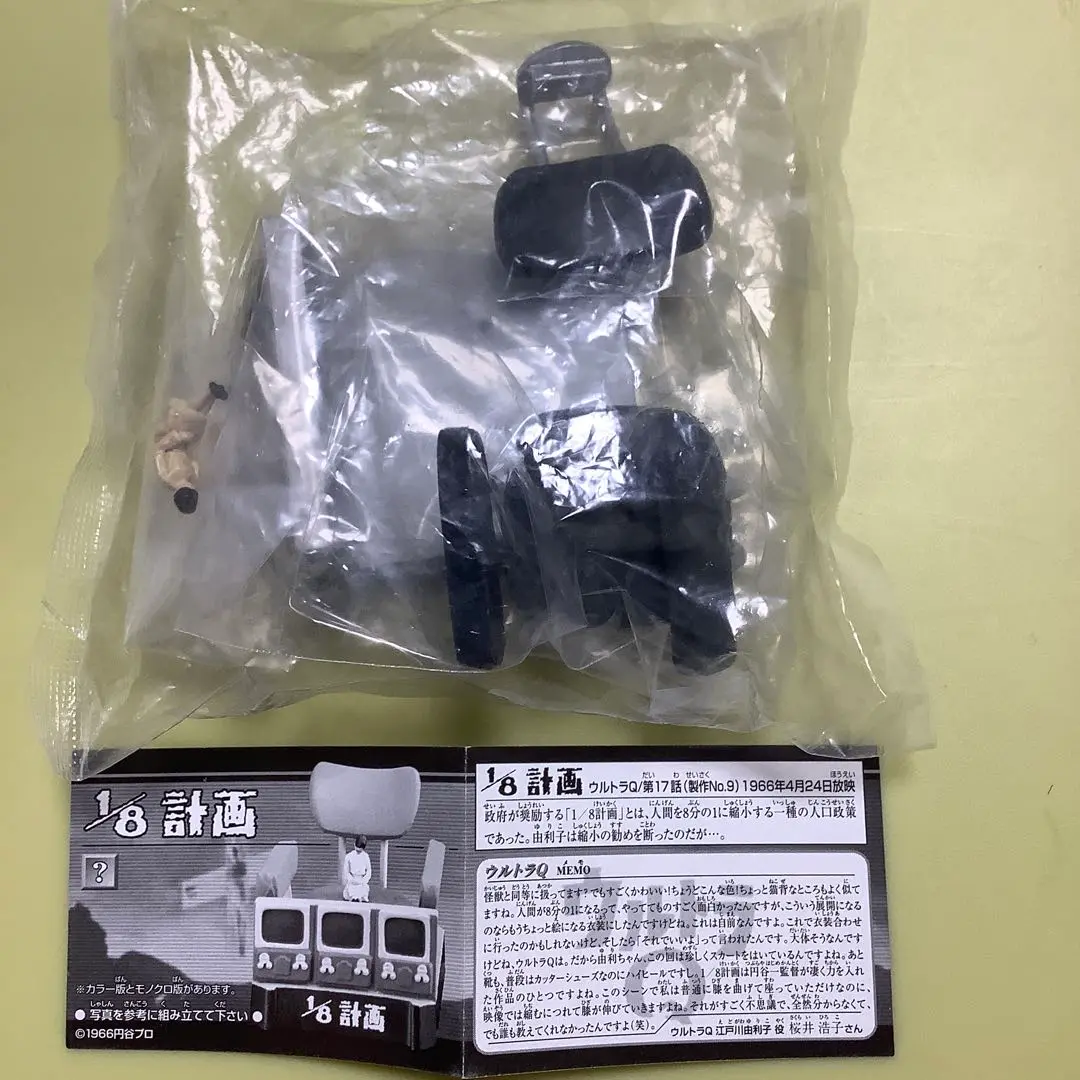 1/8 計画
?
※カラー版とモノクロ版があります。
● 写真を参考に組み立てて下さい ●
©1966円谷プロ
1/8 計画
1/8 計画 ウルトラQ/第17話(製作No.9) 1966年4月24日放映
政府が奨励する「1/8計画」とは、人間を8分の1に縮小する一種の人口政策
であった。由利子は縮小の勧めを断ったのだが…。
ウルトラQ MEMO
怪獣と同等に扱ってます?でもすごくかわいい!ちょうどこんな色!ちょっと猫背なところもよく似て
ますね。人間が8分の1になるって、やっててものすごく面白かったんですが、こういう展開になる
のならもうちょっと絵になる衣装にしたんですけどね。これは自前なんですよ。これで衣装合わせ
に行ったのかもしれないけど、そしたら「それでいいよ」って言われたんです。大体そうなんです
けどね、ウルトラQは。だから由利ちゃん、この回は珍しくスカートをはいているんですよね。あと
靴も、普段はカッターシューズなのにハイヒールですし。1/8計画は円谷一監督が凄く力を入れ
た作品のひとつですよね。このシーンで私は普通に膝を曲げて座っていただけなのに、
映像では縮むにつれて膝が伸びていきますよね。それがすごく不思議で、全然分からなくて、
でも誰も教えてくれなかったんですよ(笑)。
ウルトラQ 江戸川由利子 役 桜井 浩子さん